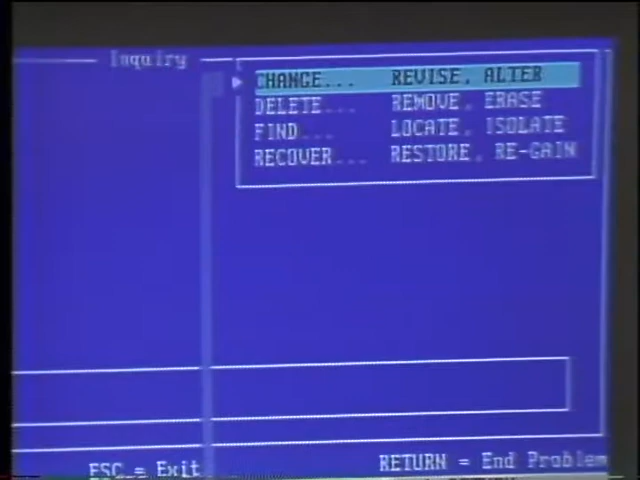 Inquiry
CHANGE... REVISE, ALTER
DELETE... REMOVE, ERASE
FIND... LOCATE, ISOLATE
RECOVER... RESTORE, RE-GAIN
ESC = Exit RETURN = End Problem